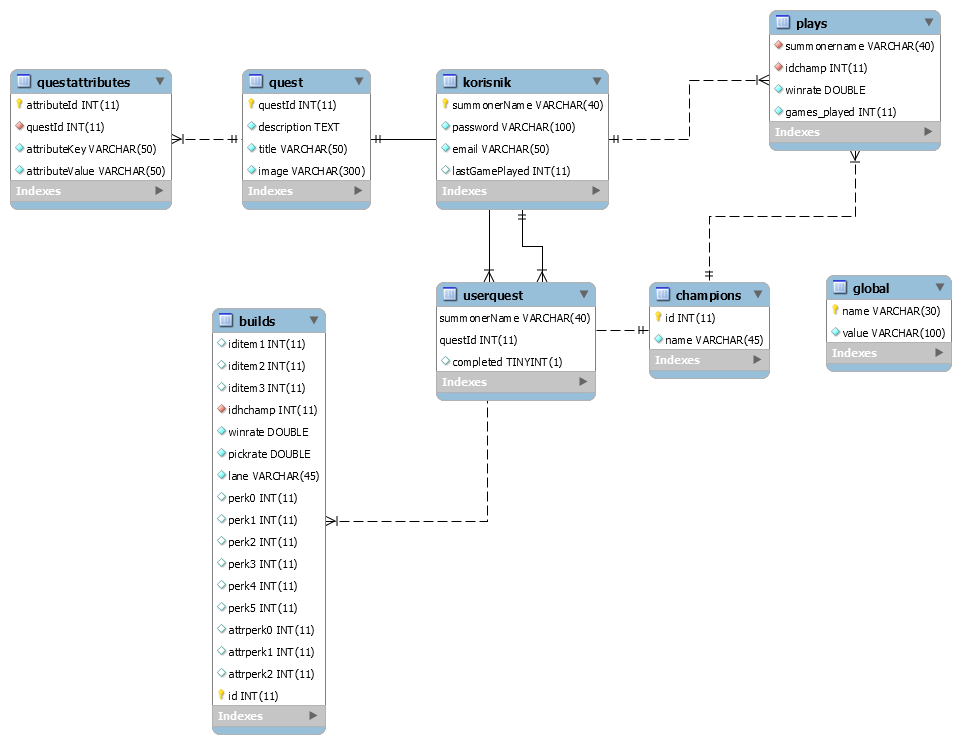 questattributes
attributeId INT(11)
questId INT(11)
attributeKey VARCHAR(50)
attributeValue VARCHAR(50)
Indexes
quest
questId INT(11)
description TEXT
title VARCHAR(50)
image VARCHAR(300)
Indexes
korisnik
summonerName VARCHAR(40)
password VARCHAR(100)
email VARCHAR(50)
lastGamePlayed INT(11)
Indexes
plays
summonername VARCHAR(40)
idchamp INT(11)
winrate DOUBLE
games_played INT(11)
Indexes
builds
iditem1 INT(11)
iditem2 INT(11)
iditem3 INT(11)
idhchamp INT(11)
winrate DOUBLE
pickrate DOUBLE
lane VARCHAR(45)
perk0 INT(11)
perk1 INT(11)
perk2 INT(11)
perk3 INT(11)
perk4 INT(11)
perk5 INT(11)
attrperk0 INT(11)
attrperk1 INT(11)
attrperk2 INT(11)
id INT(11)
Indexes
userquest
summonerName VARCHAR(40)
questId INT(11)
completed TINYINT(1)
Indexes
champions
id INT(11)
name VARCHAR(45)
Indexes
global
name VARCHAR(30)
value VARCHAR(100)
Indexes